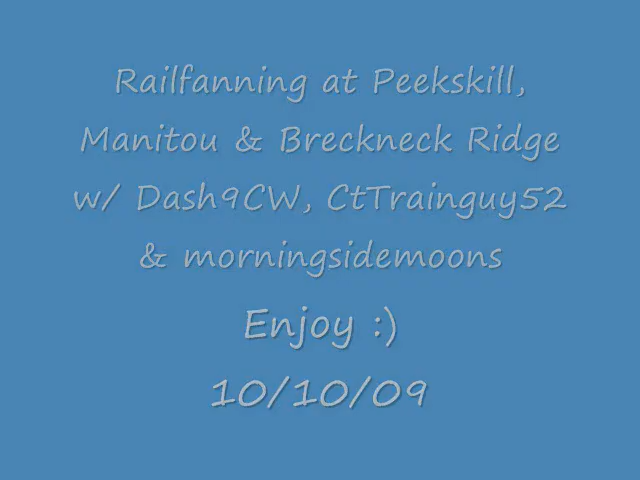 Railfanning at Peekskill,
Manitou & Breckneck Ridge
w/ Dash9CW, CtTrainguy52
& morningsidemoons
Enjoy :)
10/10/09